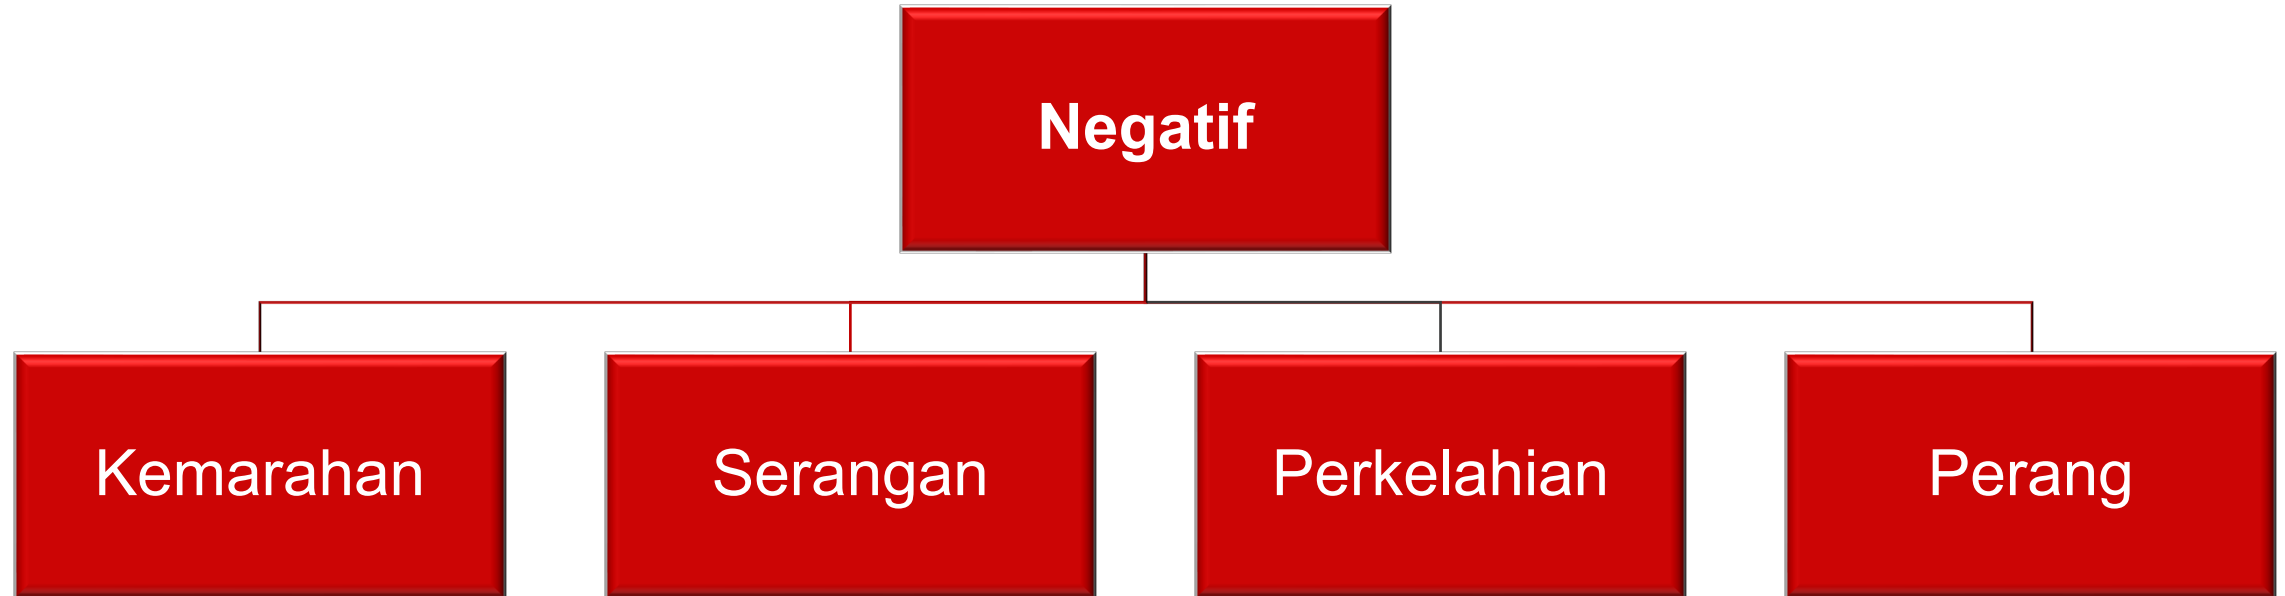 Negatif
Kemarahan
Serangan
Perkelahian
Perang